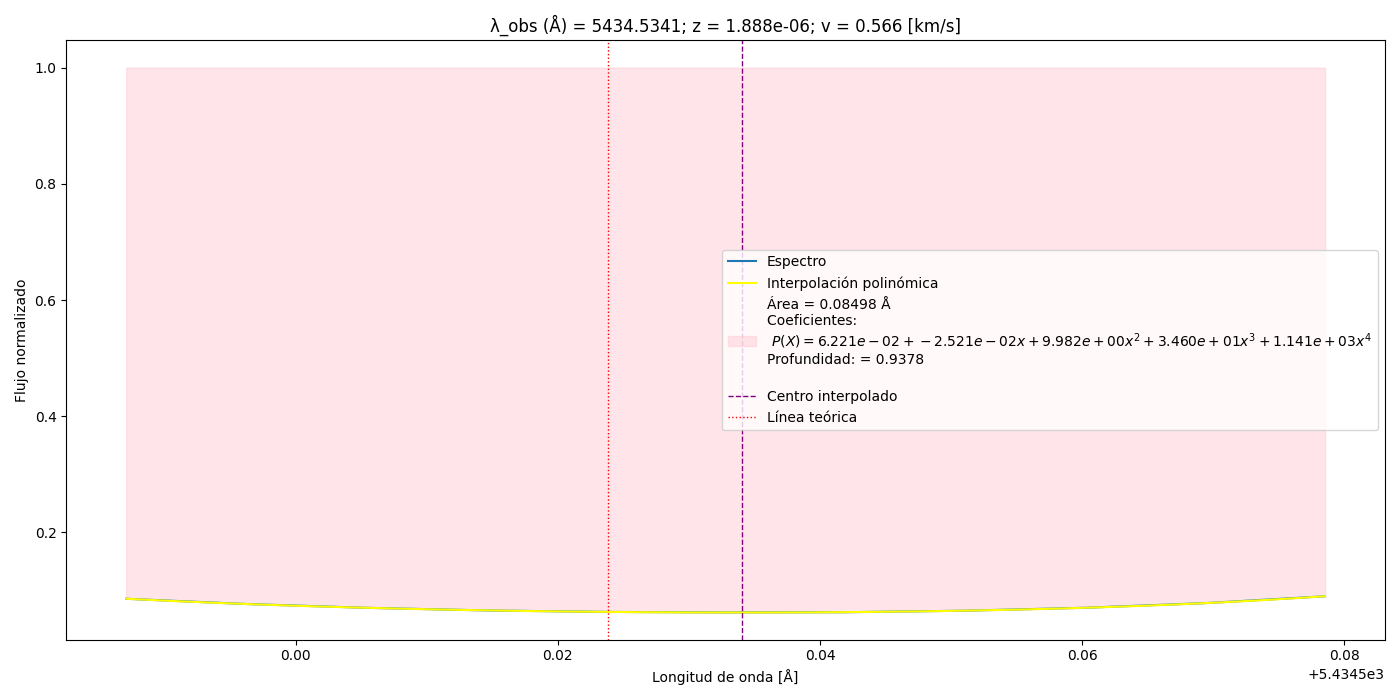 λ_obs (Å) = 5434.5341; z = 1.888e-06; v = 0.566 [km/s]
Flujo normalizado
1.0
0.8
0.6
0.4
0.2
Espectro
Interpolación polinómica
Área = 0.08498 Å
Coeficientes:
P(X) = 6.221e − 02 + −2.521e − 02x + 9.982e + 00x² + 3.460e + 01x³ + 1.141e + 03x⁴
Profundidad: = 0.9378
Centro interpolado
Línea teórica
0.00 0.02 0.04 0.06 0.08
+5.4345e3
Longitud de onda [Å]